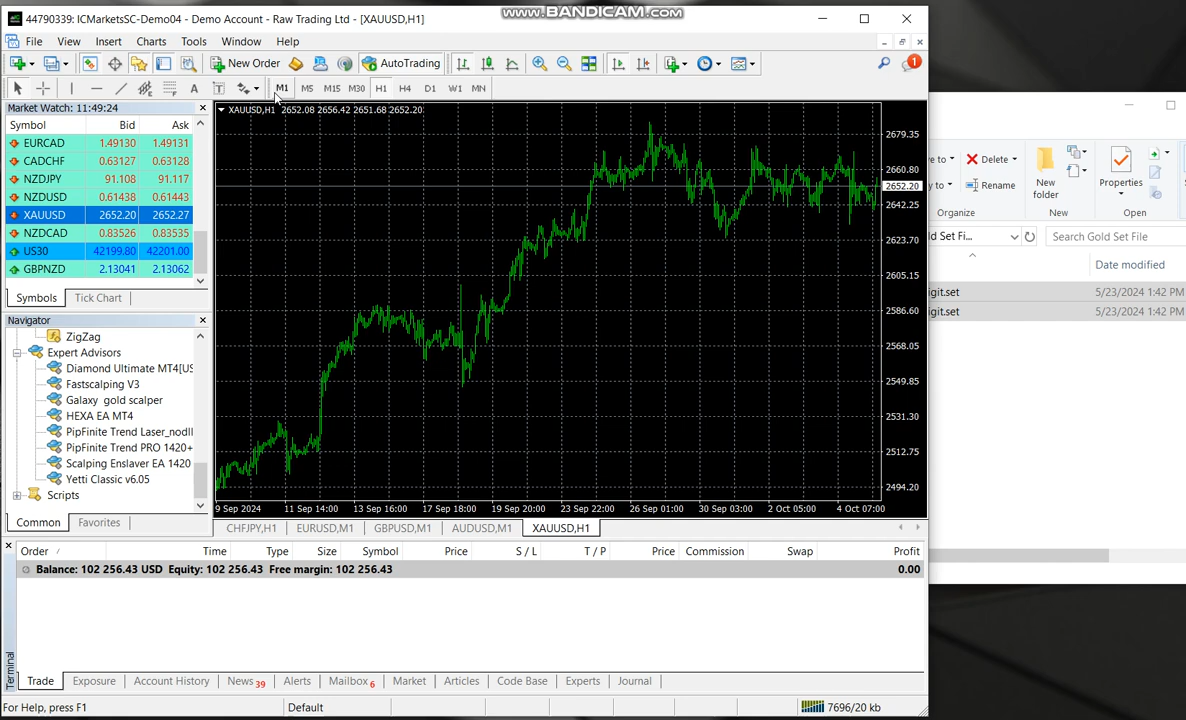 www.BANDICAM.com
44790339: ICMarketsSC-Demo04 - Demo Account - Raw Trading Ltd - [XAUUSD,H1]
File View Insert Charts Tools Window Help
New Order AutoTrading 1
A T M1 M5 M15 M30 H1 H4 D1 W1 MN
Market Watch: 11:49:24
Symbol Bid Ask
EURCAD 1.49130 1.49131
CADCHF 0.63127 0.63128
NZDJPY 91.108 91.117
NZDUSD 0.61438 0.61443
XAUUSD 2652.20 2652.27
NZDCAD 0.83526 0.83535
US30 42199.80 42201.00
GBPNZD 2.13041 2.13062
Symbols Tick Chart
Navigator
ZigZag
Expert Advisors
Diamond Ultimate MT4[US
Fastscalping V3
Galaxy gold scalper
HEXA EA MT4
PipFinite Trend Laser_nodll
PipFinite Trend PRO 1420+
Scalping Enslaver EA 1420
Yetti Classic v6.05
Scripts
Common Favorites
XAUUSD,H1 2652.08 2656.42 2651.68 2652.20
2679.35
2660.80
2652.20
2642.25
2623.70
2605.15
2586.60
2568.05
2549.85
2531.30
2512.75
2494.20
9 Sep 2024 11 Sep 14:00 13 Sep 16:00 17 Sep 18:00 19 Sep 20:00 23 Sep 22:00 26 Sep 01:00 30 Sep 03:00 2 Oct 05:00 4 Oct 07:00
CHFJPY,H1 EURUSD,M1 GBPUSD,M1 AUDUSD,M1 XAUUSD,H1
Order / Time Type Size Symbol Price S / L T / P Price Commission Swap Profit
Balance: 102 256.43 USD Equity: 102 256.43 Free margin: 102 256.43 0.00
Terminal
Trade Exposure Account History News 39 Alerts Mailbox 6 Market Articles Code Base Experts Journal
For Help, press F1 Default 7696/20 kb
ve to Delete
y to Rename
New folder
Properties
Organize New Open
ld Set Fi... Search Gold Set File
Date modified
igit.set 5/23/2024 1:42 PM
igit.set 5/23/2024 1:42 PM